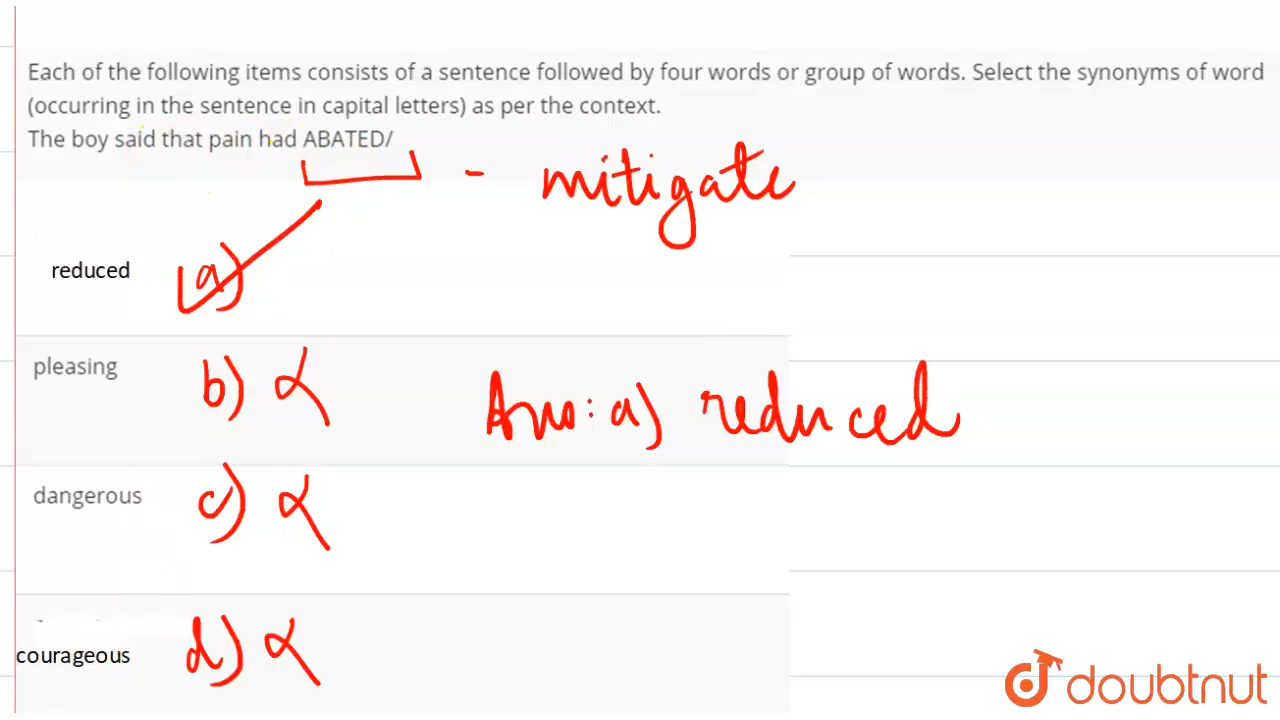 Each of the following items consists of a sentence followed by four words or group of words. Select the synonyms of word
(occurring in the sentence in capital letters) as per the context.
The boy said that pain had ABATED/
- mitigate
reduced a)
pleasing b)
Ans: a) reduced
dangerous c)
courageous d)
doubtnut